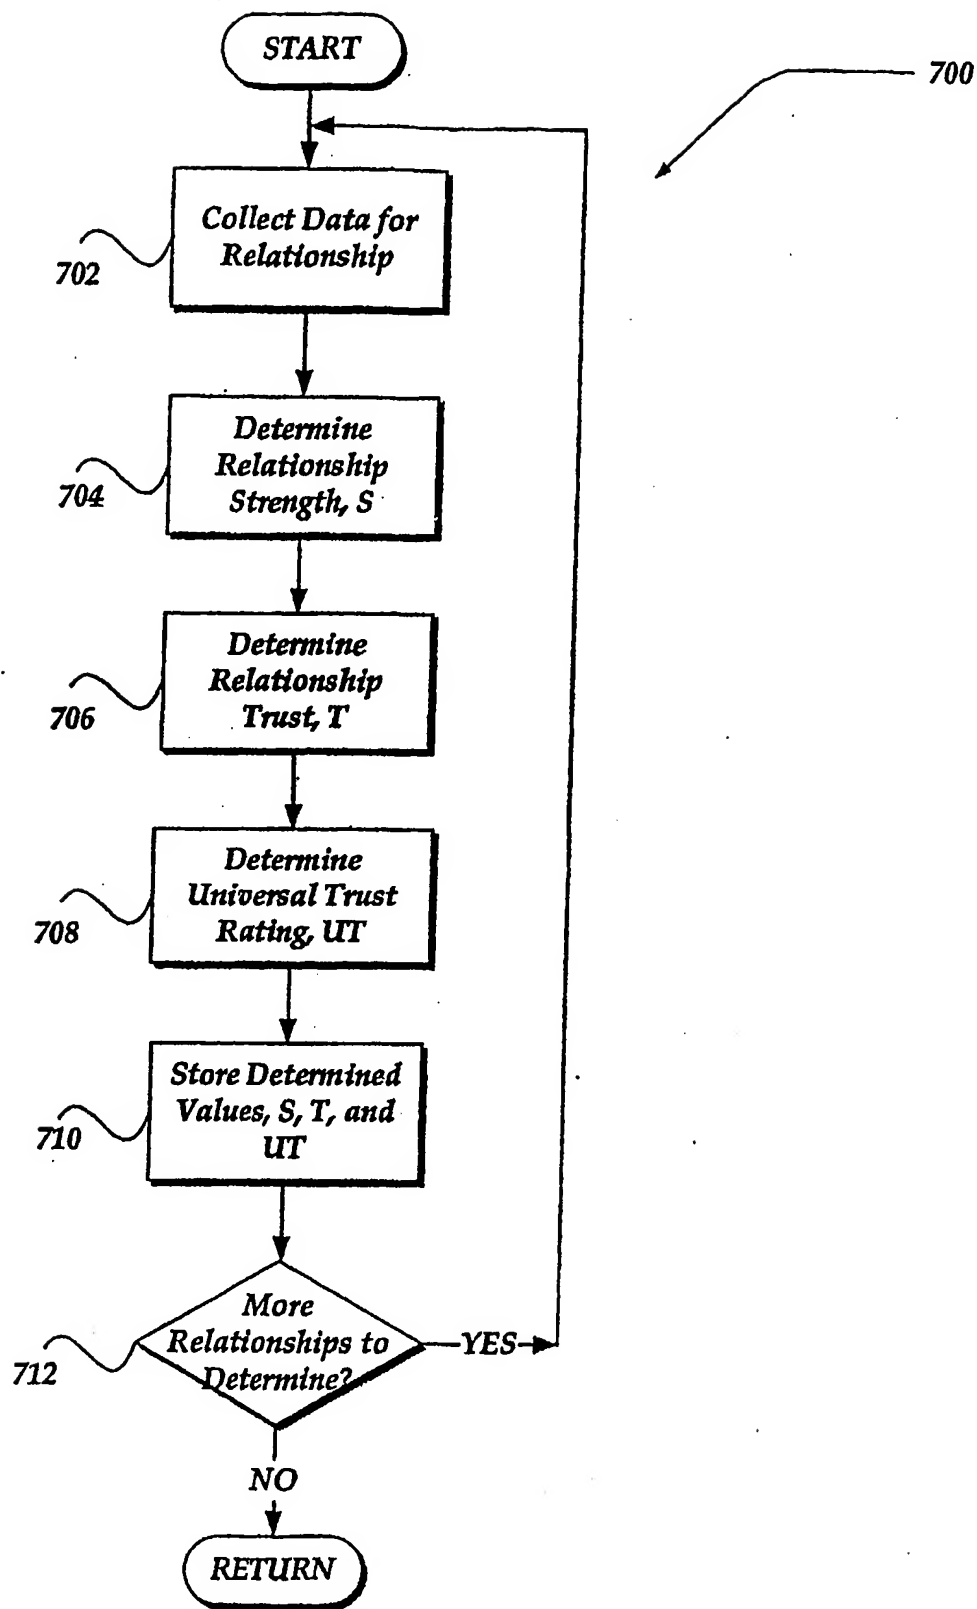 START
700
Collect Data for
Relationship
702
Determine
Relationship
Strength, S
704
Determine
Relationship
Trust, T
706
Determine
Universal Trust
Rating, UT
708
Store Determined
Values, S, T, and
UT
710
More
Relationships to
Determine?
YES
712
NO
RETURN